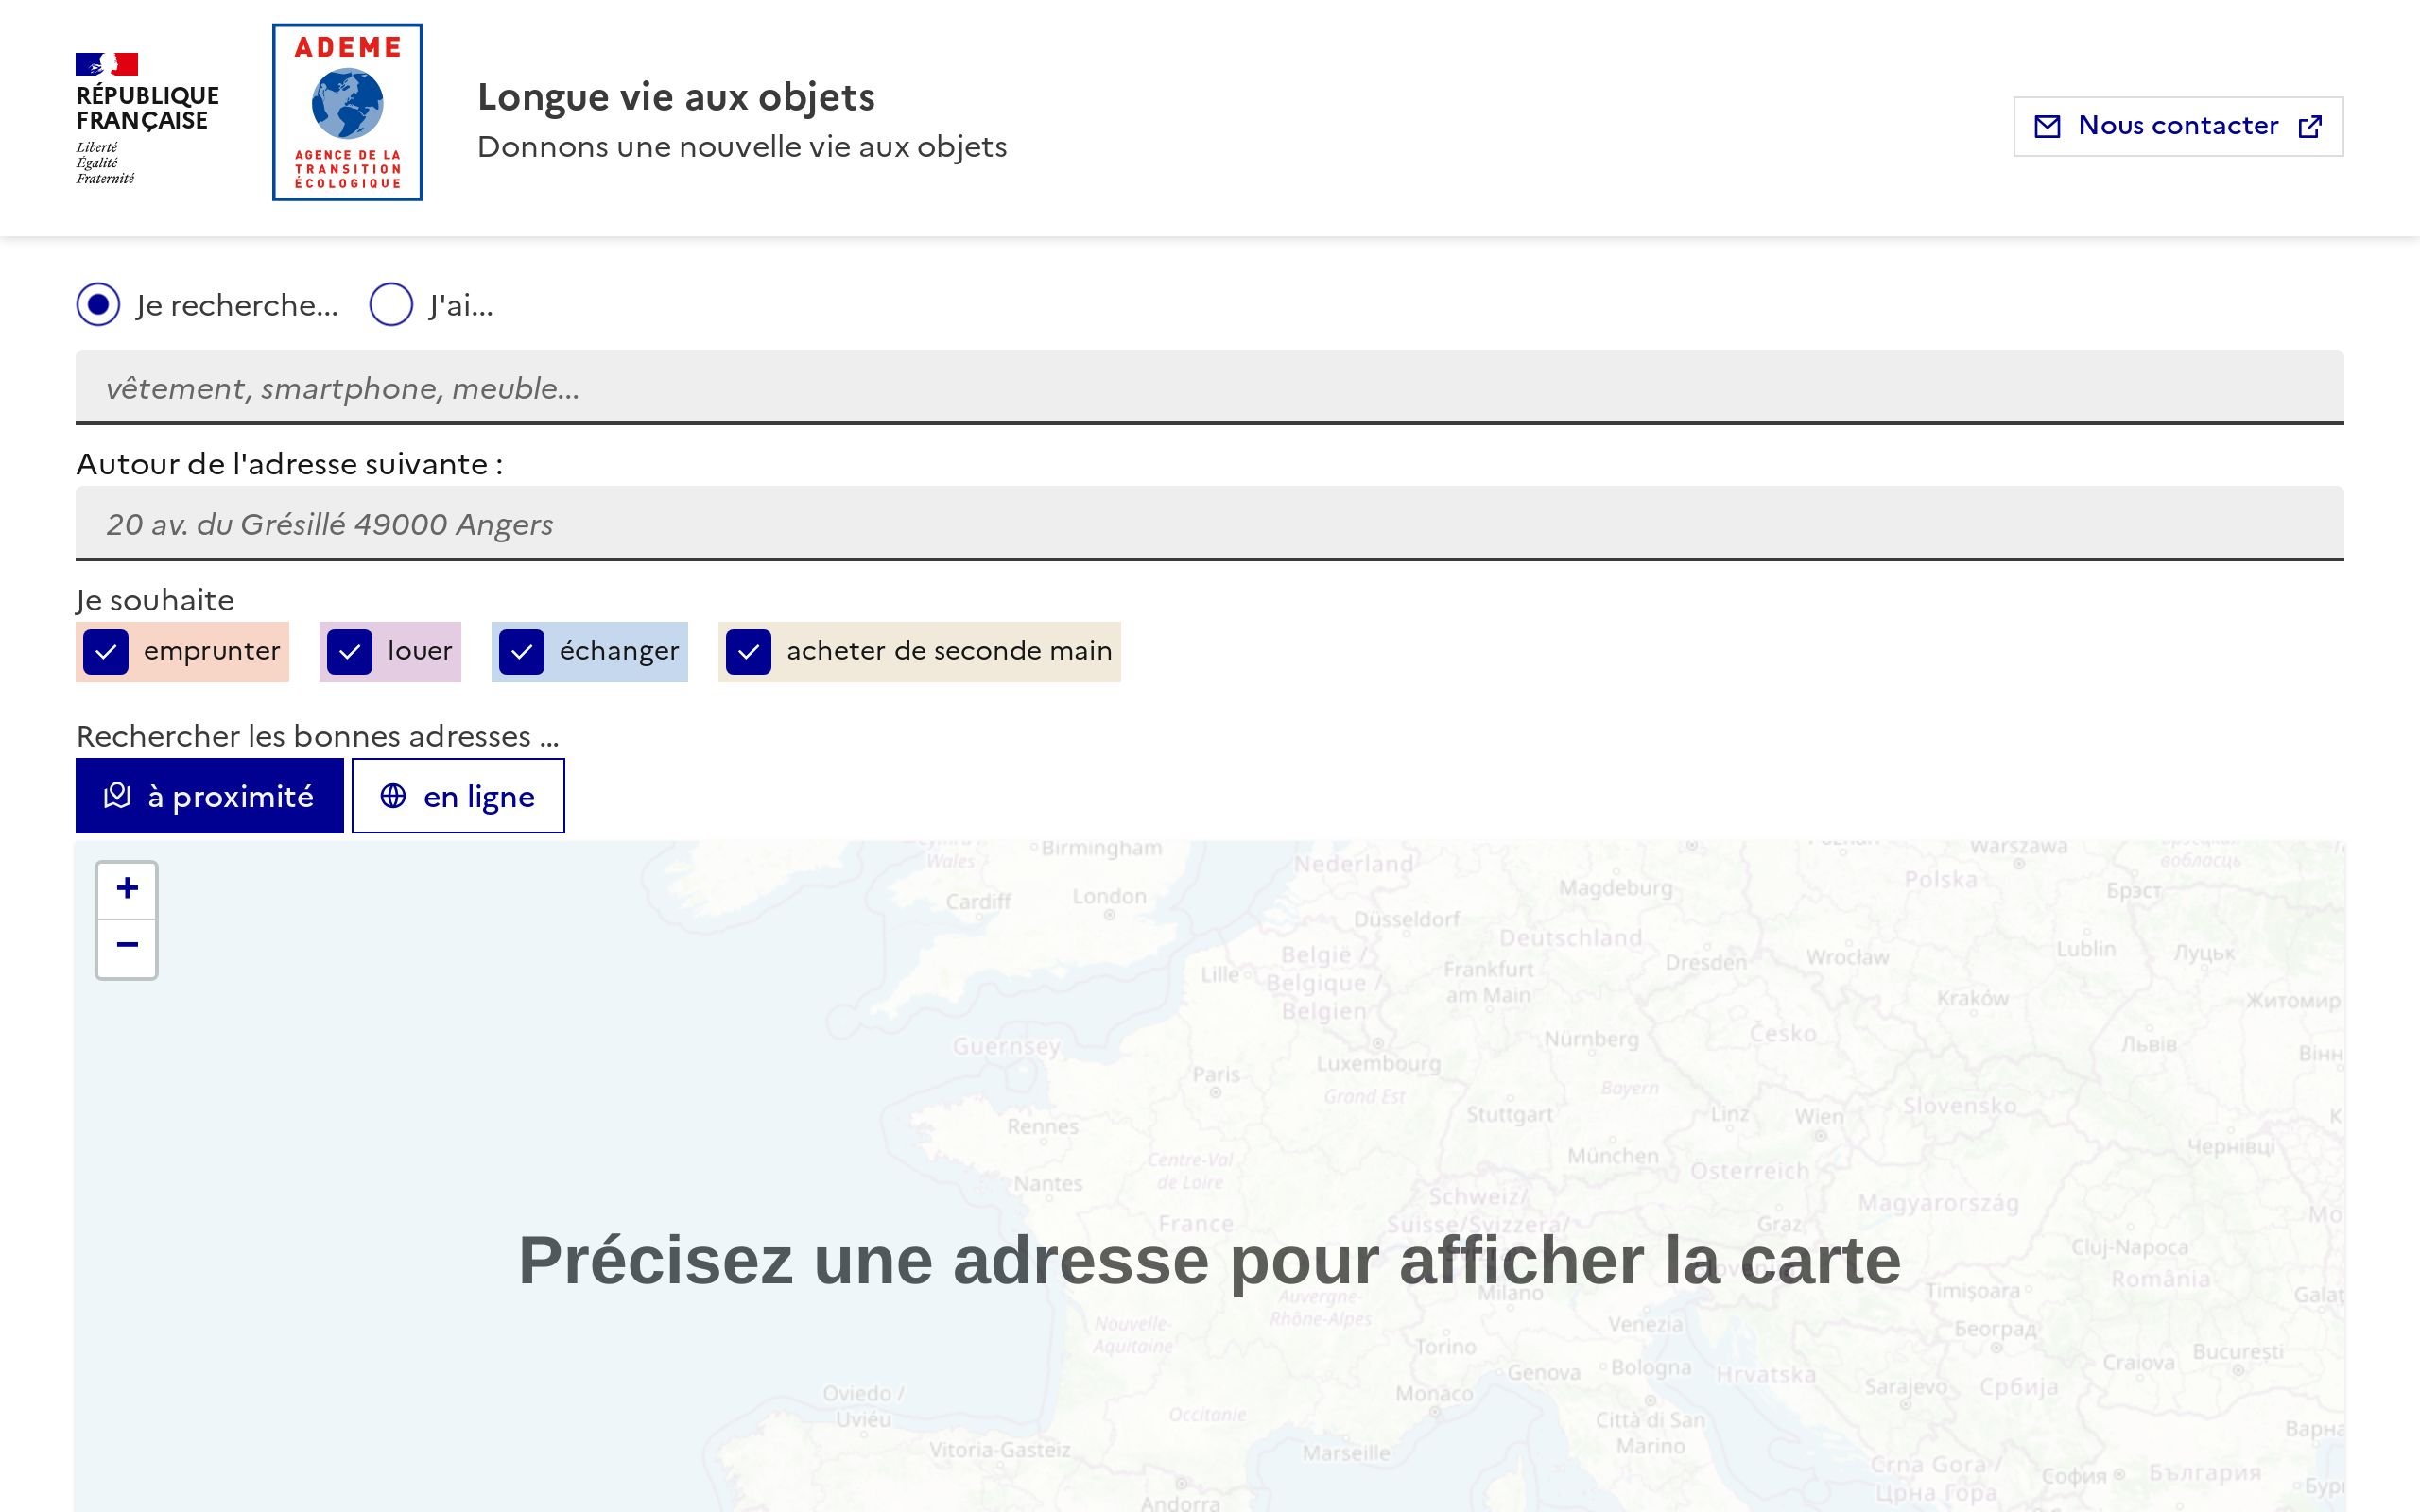 RÉPUBLIQUE
FRANÇAISE
Liberté
Égalité
Fraternité
ADEME
AGENCE DE LA
TRANSITION
ÉCOLOGIQUE
Longue vie aux objets
Donnons une nouvelle vie aux objets
Nous contacter
Je recherche... J'ai...
vêtement, smartphone, meuble...
Autour de l'adresse suivante :
20 av. du Grésillé 49000 Angers
Je souhaite
emprunter louer échanger acheter de seconde main
Rechercher les bonnes adresses ...
à proximité en ligne
+
−
Wales Birmingham Nederland Warszawa вобласць
Cardiff London Magdeburg Polska Брэст
Düsseldorf Deutschland
Lille België / Frankfurt Dresden Wrocław Lublin Луцьк
Belgique / am Main Kraków Житомир
Belgien
Guernsey Nürnberg Česko Львів
Paris Luxembourg
Grand Est Bayern
Rennes Stuttgart Linz Wien Slovensko
Чернівці
Centre-Val München
de Loire Österreich
Nantes Schweiz/ Magyarország
France Suisse/Svizzera/ Graz
Cluj-Napoca
Précisez une adresse pour afficher la carte
România
Auvergne- Milano Timișoara
Rhône-Alpes
Nouvelle- Venezia Београд
Aquitaine Torino București
Genova Bologna Hrvatska Craiova
Oviedo / Monaco Sarajevo Србија
Uviéu Occitanie Città di San
Marino
Vitoria-Gasteiz Marseille
Crna Gora / София България
Црна Гора
Andorra